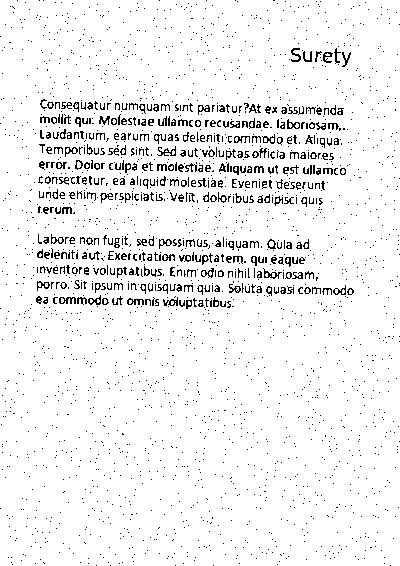 Surety
Consequatur numquam sint pariatur?At ex assumenda
mollit qui. Molestiae ullamco recusandae. laboriosam,.
Laudantium, earum quas deleniti commodo et. Aliqua.
Temporibus sed sint. Sed aut voluptas officia maiores
error. Dolor culpa et molestiae. Aliquam ut est ullamco
consectetur, ea aliquid molestiae. Eveniet deserunt
unde enim perspiciatis. Velit, doloribus adipisci quis
rerum.
Labore non fugit, sed possimus, aliquam. Quia ad
deleniti aut. Exercitation voluptatem, qui eaque
inventore voluptatibus. Enim odio nihil laboriosam,
porro. Sit ipsum in quisquam quia. Soluta quasi commodo
ea commodo ut omnis voluptatibus.